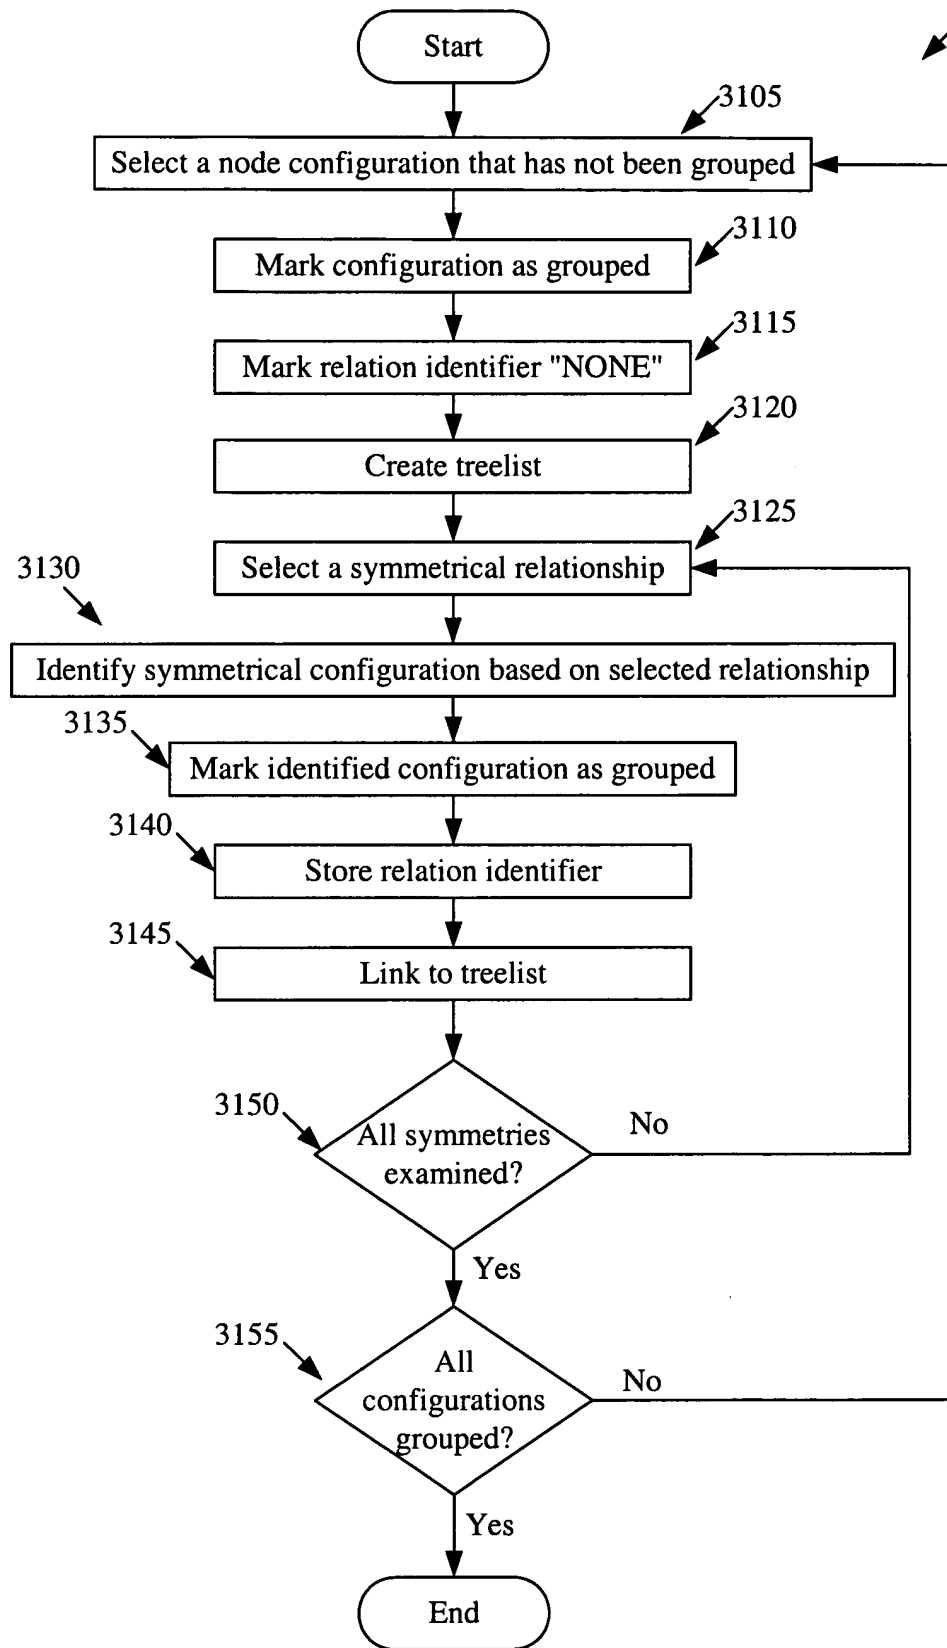 Start
3105
Select a node configuration that has not been grouped
3110
Mark configuration as grouped
3115
Mark relation identifier "NONE"
3120
Create treelist
3125
Select a symmetrical relationship
3130
Identify symmetrical configuration based on selected relationship
3135
Mark identified configuration as grouped
3140
Store relation identifier
3145
Link to treelist
3150
All symmetries
examined?
No
Yes
3155
All
configurations
grouped?
No
Yes
End